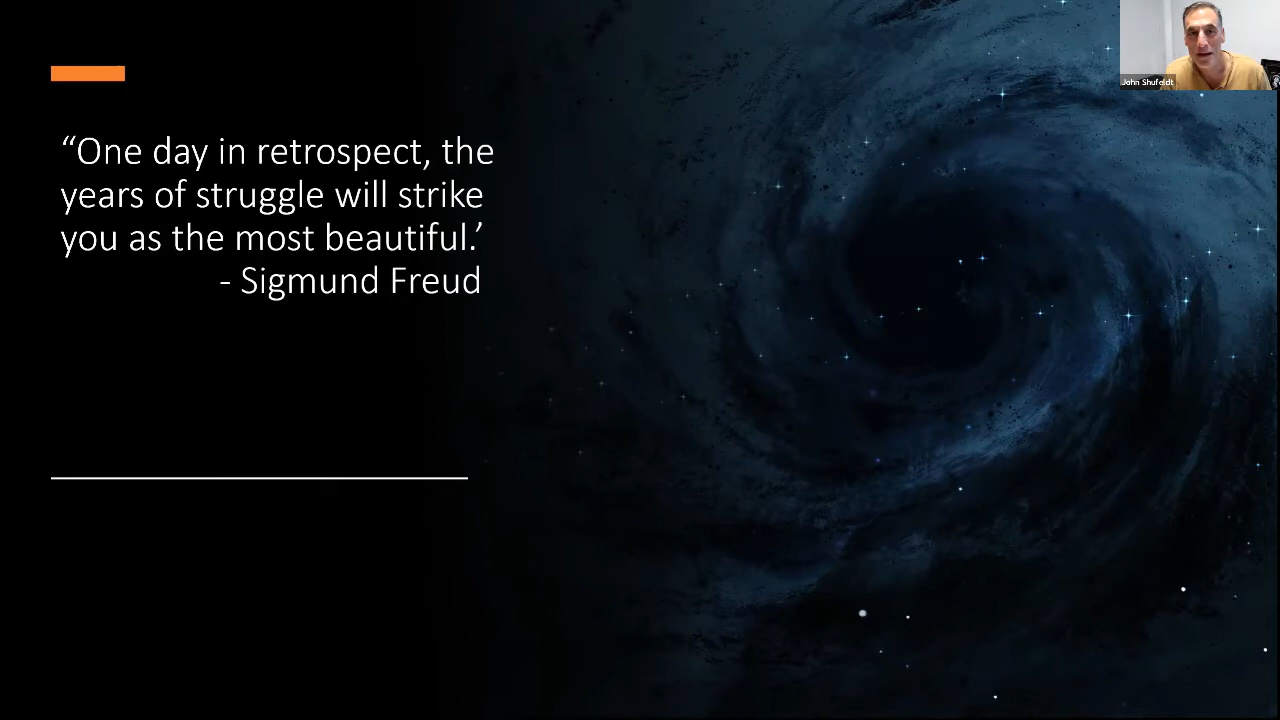 “One day in retrospect, the
years of struggle will strike
you as the most beautiful.’
- Sigmund Freud
John Shufeldt